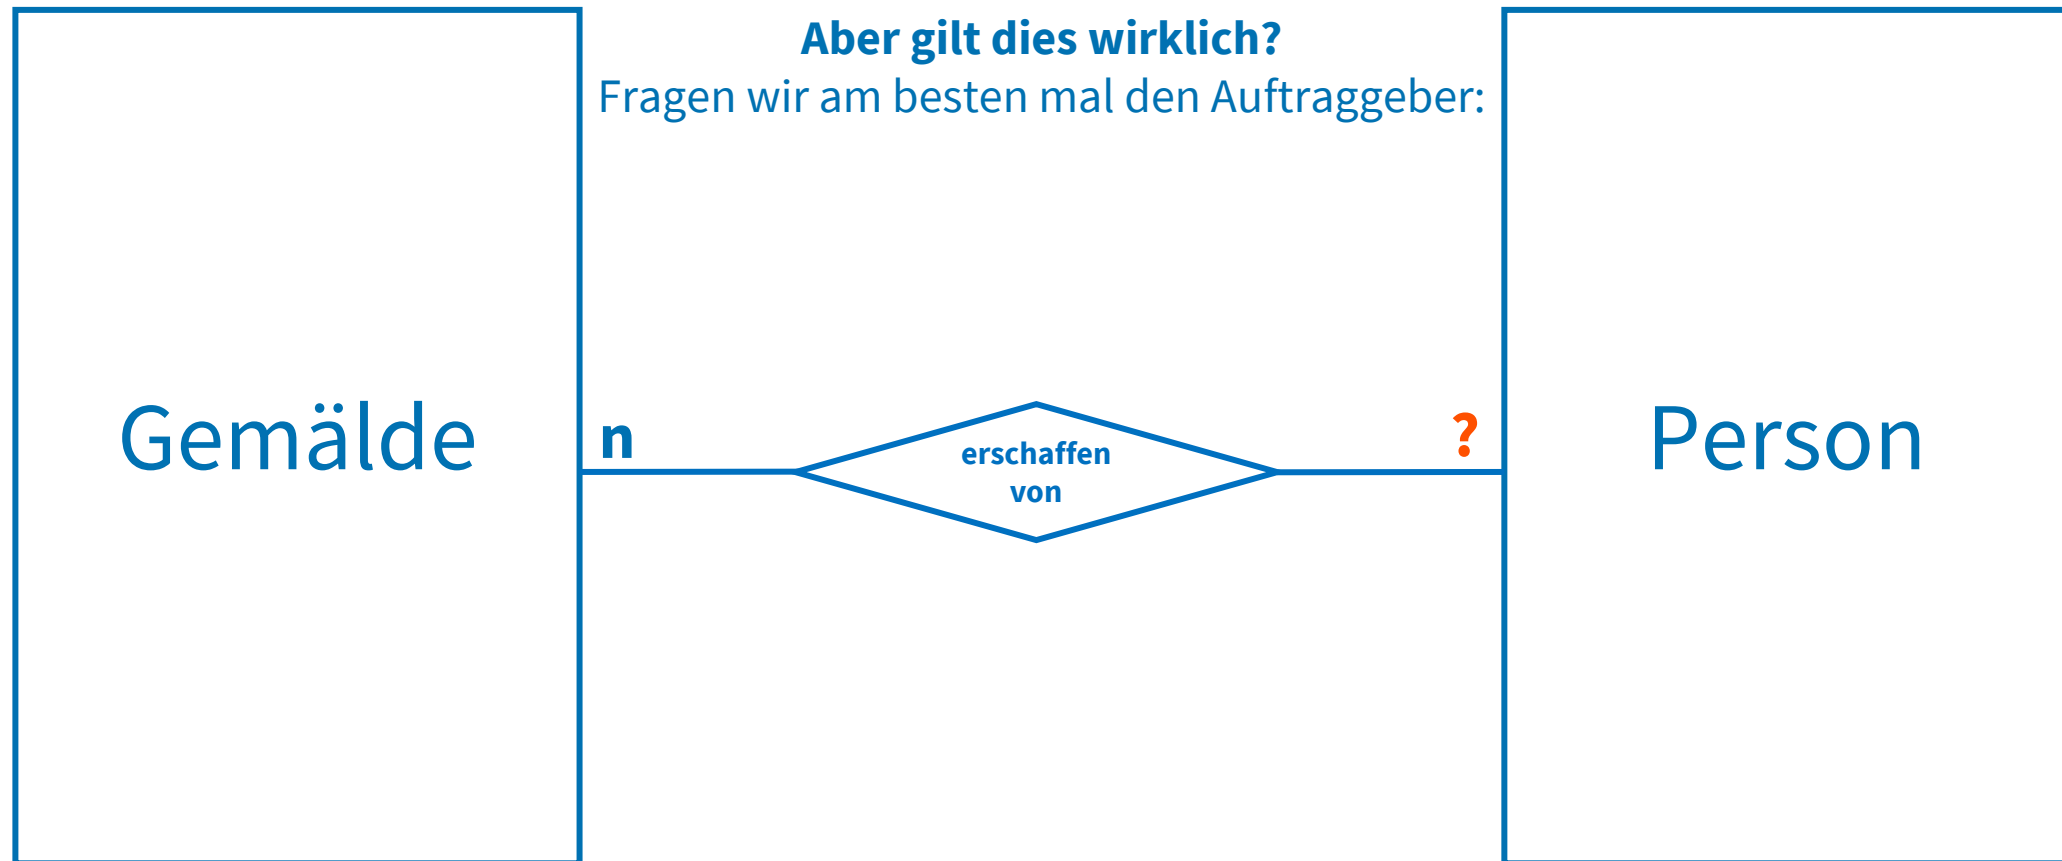 Aber gilt dies wirklich?
Fragen wir am besten mal den Auftraggeber:
Gemälde
n
erschaffen
von
?
Person